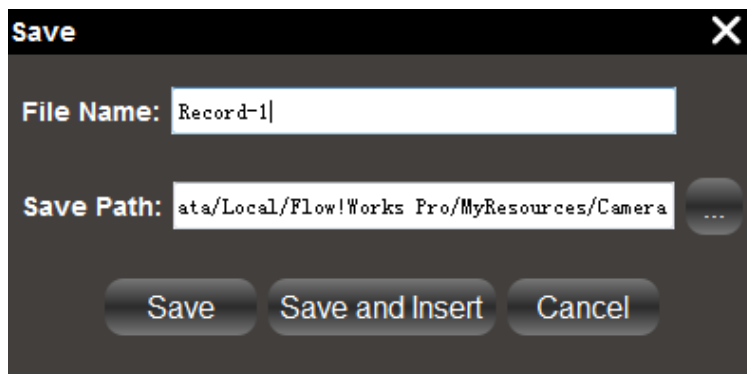 Save
File Name: Record-1
Save Path: ata/Local/Flow!Works Pro/MyResources/Camera ...
Save Save and Insert Cancel